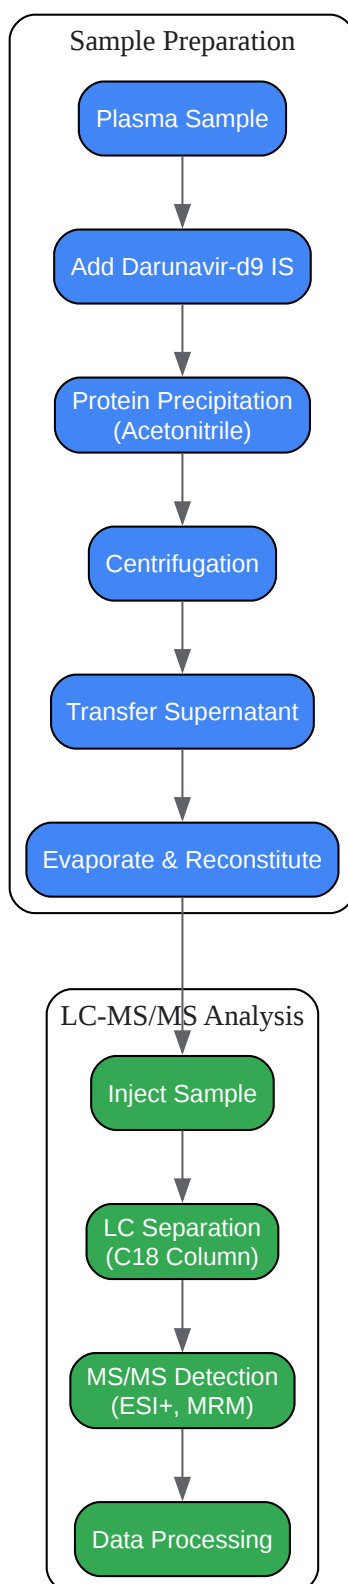 Sample Preparation
Plasma Sample
Add Darunavir-d9 IS
Protein Precipitation
(Acetonitrile)
Centrifugation
Transfer Supernatant
Evaporate & Reconstitute
LC-MS/MS Analysis
Inject Sample
LC Separation
(C18 Column)
MS/MS Detection
(ESI+, MRM)
Data Processing